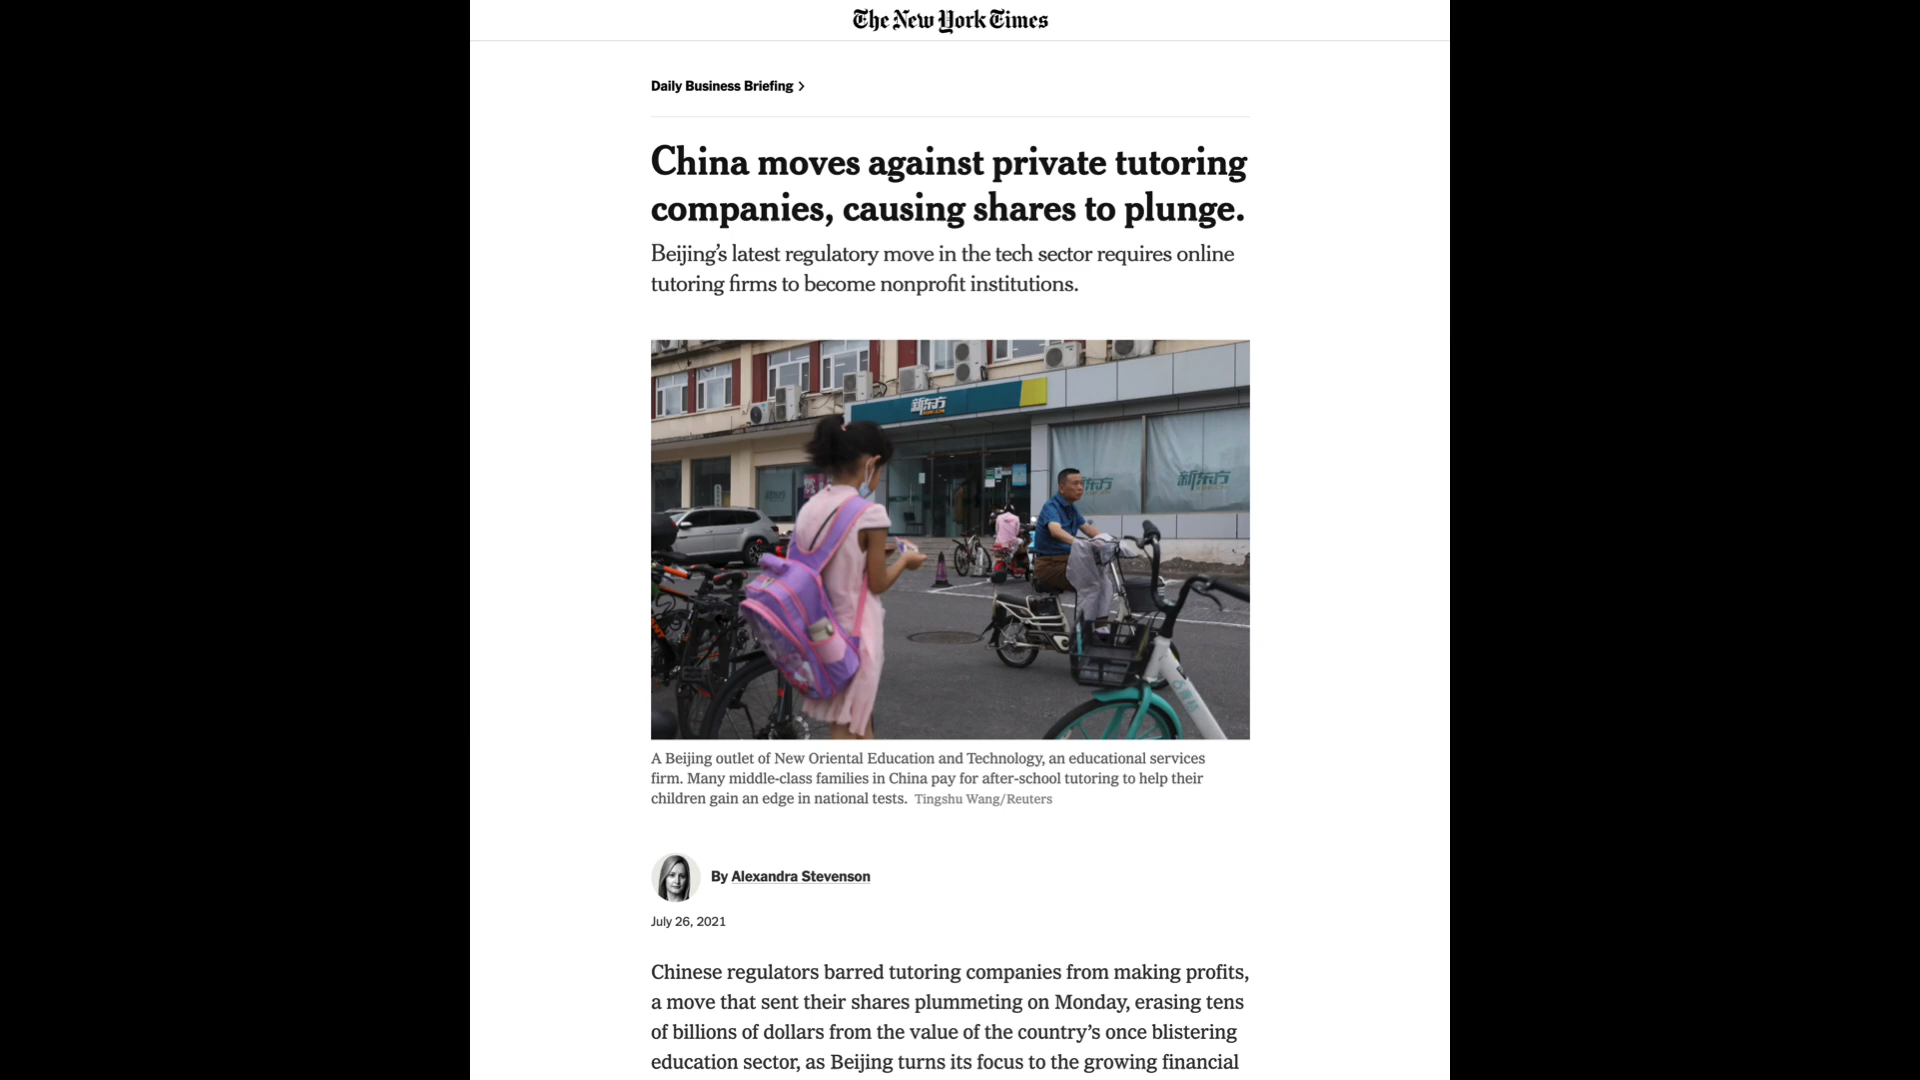 The New York Times
Daily Business Briefing >
China moves against private tutoring
companies, causing shares to plunge.
Beijing’s latest regulatory move in the tech sector requires online
tutoring firms to become nonprofit institutions.
新东方
新东方
新东方
A Beijing outlet of New Oriental Education and Technology, an educational services
firm. Many middle-class families in China pay for after-school tutoring to help their
children gain an edge in national tests. Tingshu Wang/Reuters
By Alexandra Stevenson
July 26, 2021
Chinese regulators barred tutoring companies from making profits,
a move that sent their shares plummeting on Monday, erasing tens
of billions of dollars from the value of the country’s once blistering
education sector, as Beijing turns its focus to the growing financial